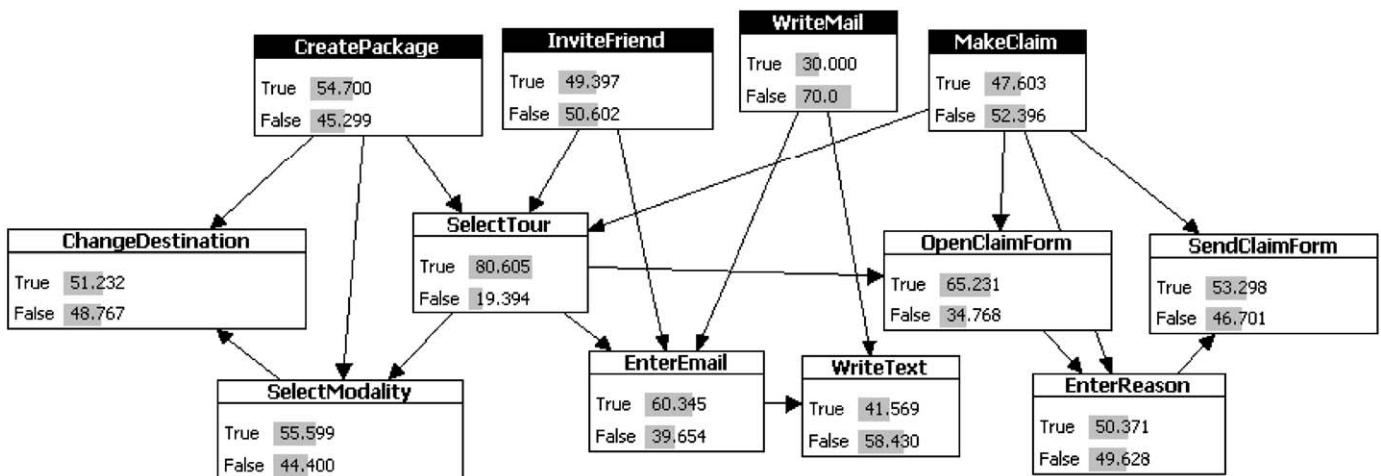 CreatePackage
True 54.700
False 45.299
InviteFriend
True 49.397
False 50.602
WriteMail
True 30.000
False 70.0
MakeClaim
True 47.603
False 52.396
ChangeDestination
True 51.232
False 48.767
SelectTour
True 80.605
False 19.394
OpenClaimForm
True 65.231
False 34.768
SendClaimForm
True 53.298
False 46.701
SelectModality
True 55.599
False 44.400
EnterEmail
True 60.345
False 39.654
WriteText
True 41.569
False 58.430
EnterReason
True 50.371
False 49.628